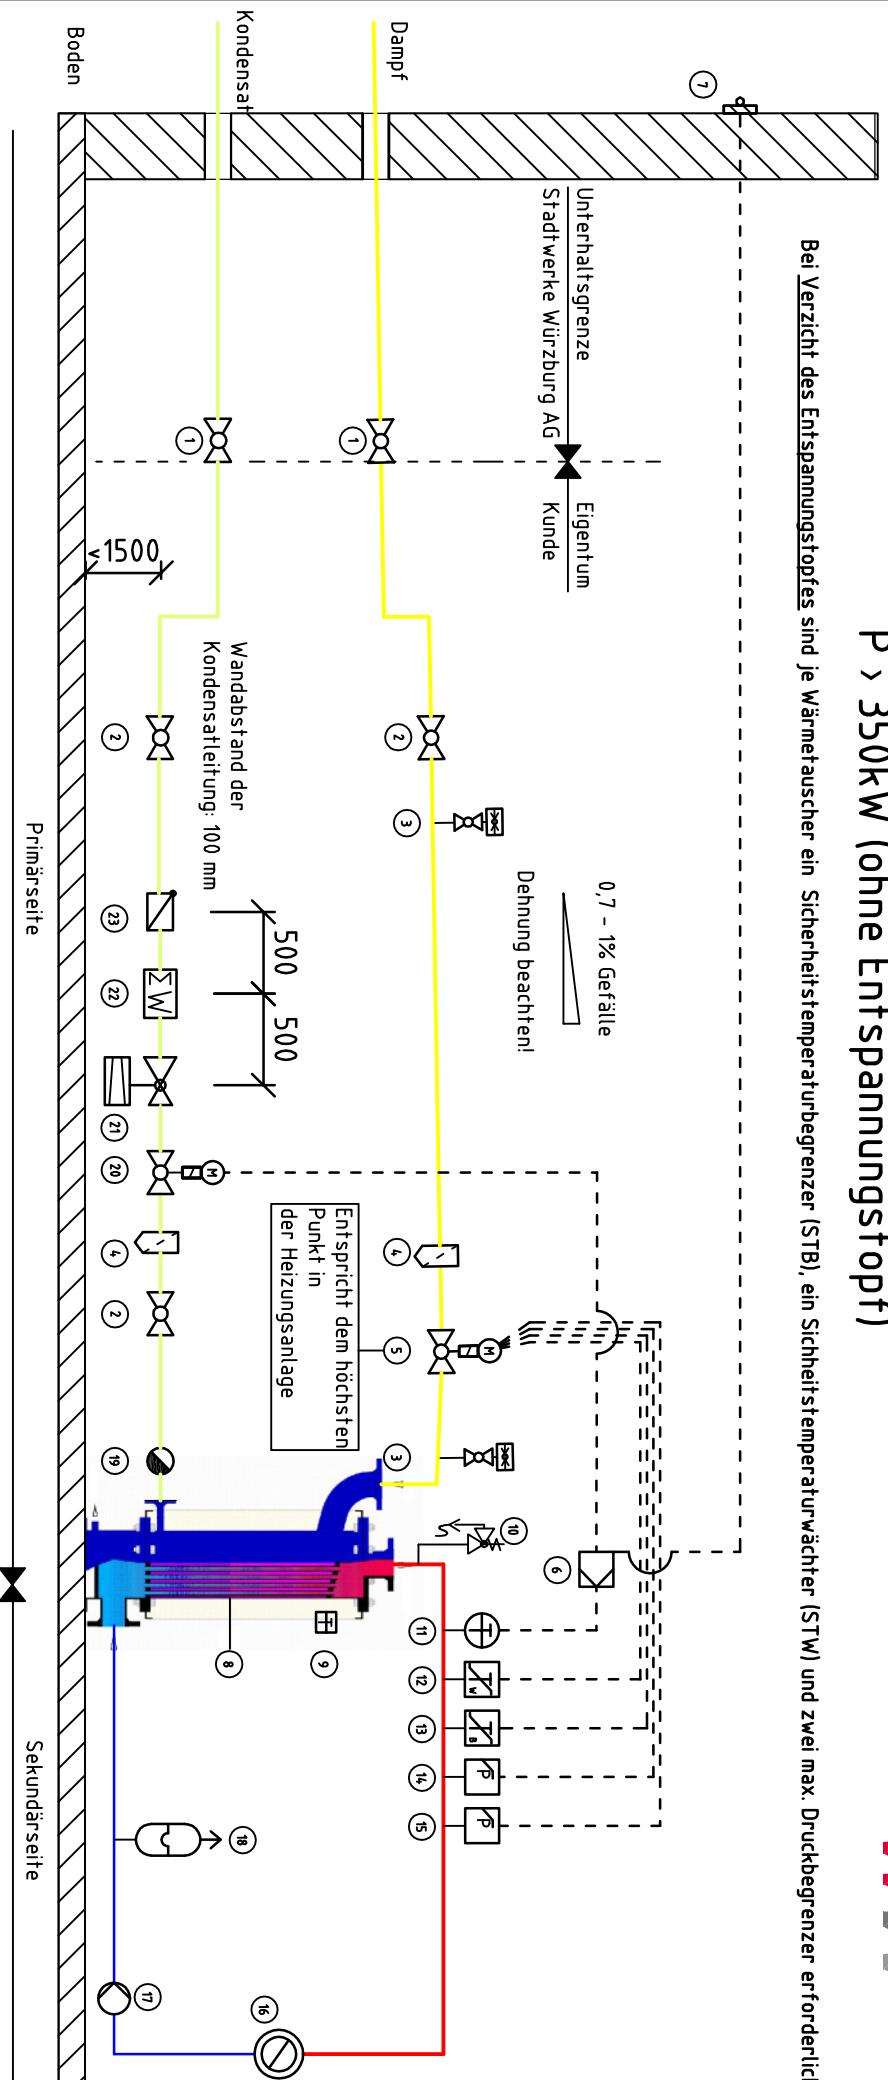 P > 350kW (ohne Entspannungstopf)
Bei Verzicht des Entspannungstopfes sind je Wärmetauscher ein Sicherheitstemperaturbegrenzer (STB), ein Sichheitstemperaturwächter (STW) und zwei max. Druckbegrenzer erforderlich
7
Unterhaltsgrenze
Stadtwerke Würzburg AG
Eigentum
Kunde
0,7 - 1% Gefälle
Dehnung beachten!
Dampf
1
2
3
4
5
3
M
10
6
11
12
13
14
15
W
B
P
P
Entspricht dem höchsten
Punkt in
der Heizungsanlage
Kondensat
1
Wandabstand der
Kondensatleitung: 100 mm
500
500
<1500
2
23
22
21
20
4
2
19
ΣW
M
8
9
18
17
16
Boden
Primärseite
Sekundärseite